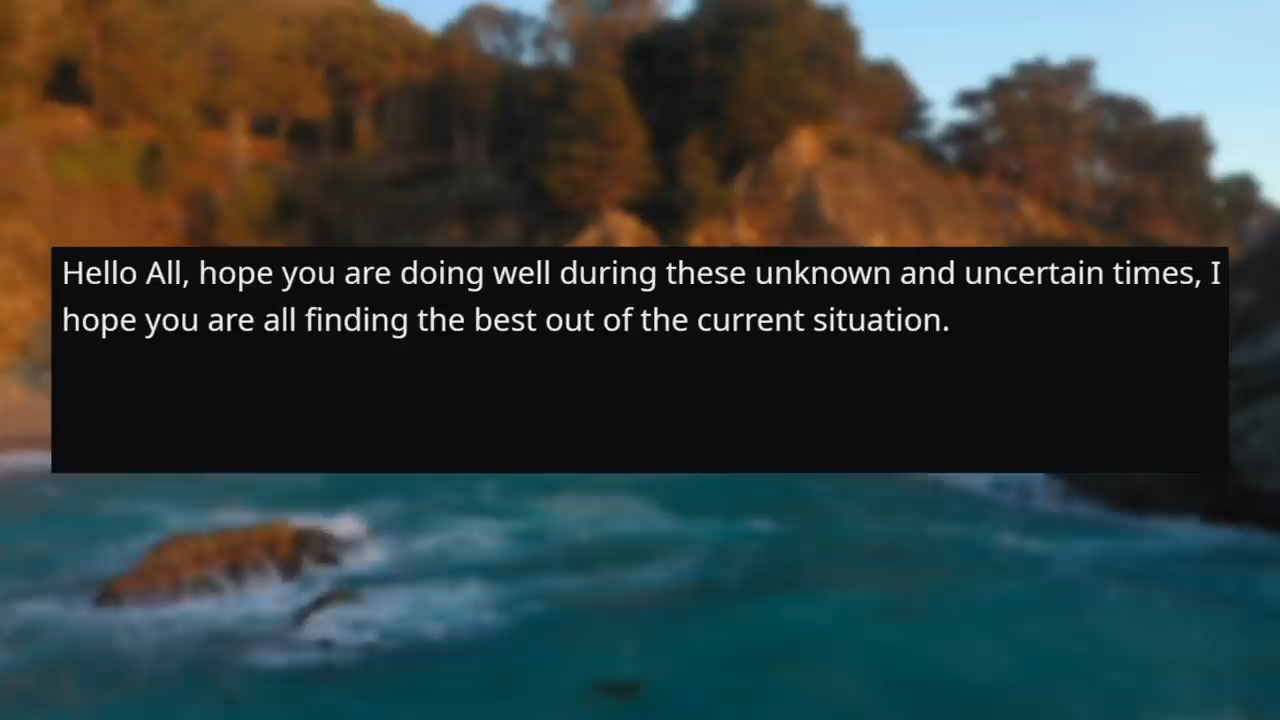 Hello All, hope you are doing well during these unknown and uncertain times, I
hope you are all finding the best out of the current situation.